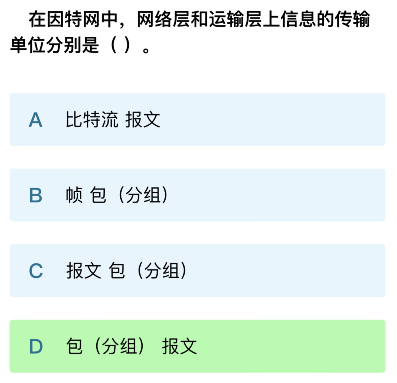 在因特网中，网络层和运输层上信息的传输
单位分别是（ ）。
A 比特流 报文
B 帧 包（分组）
C 报文 包（分组）
D 包（分组） 报文